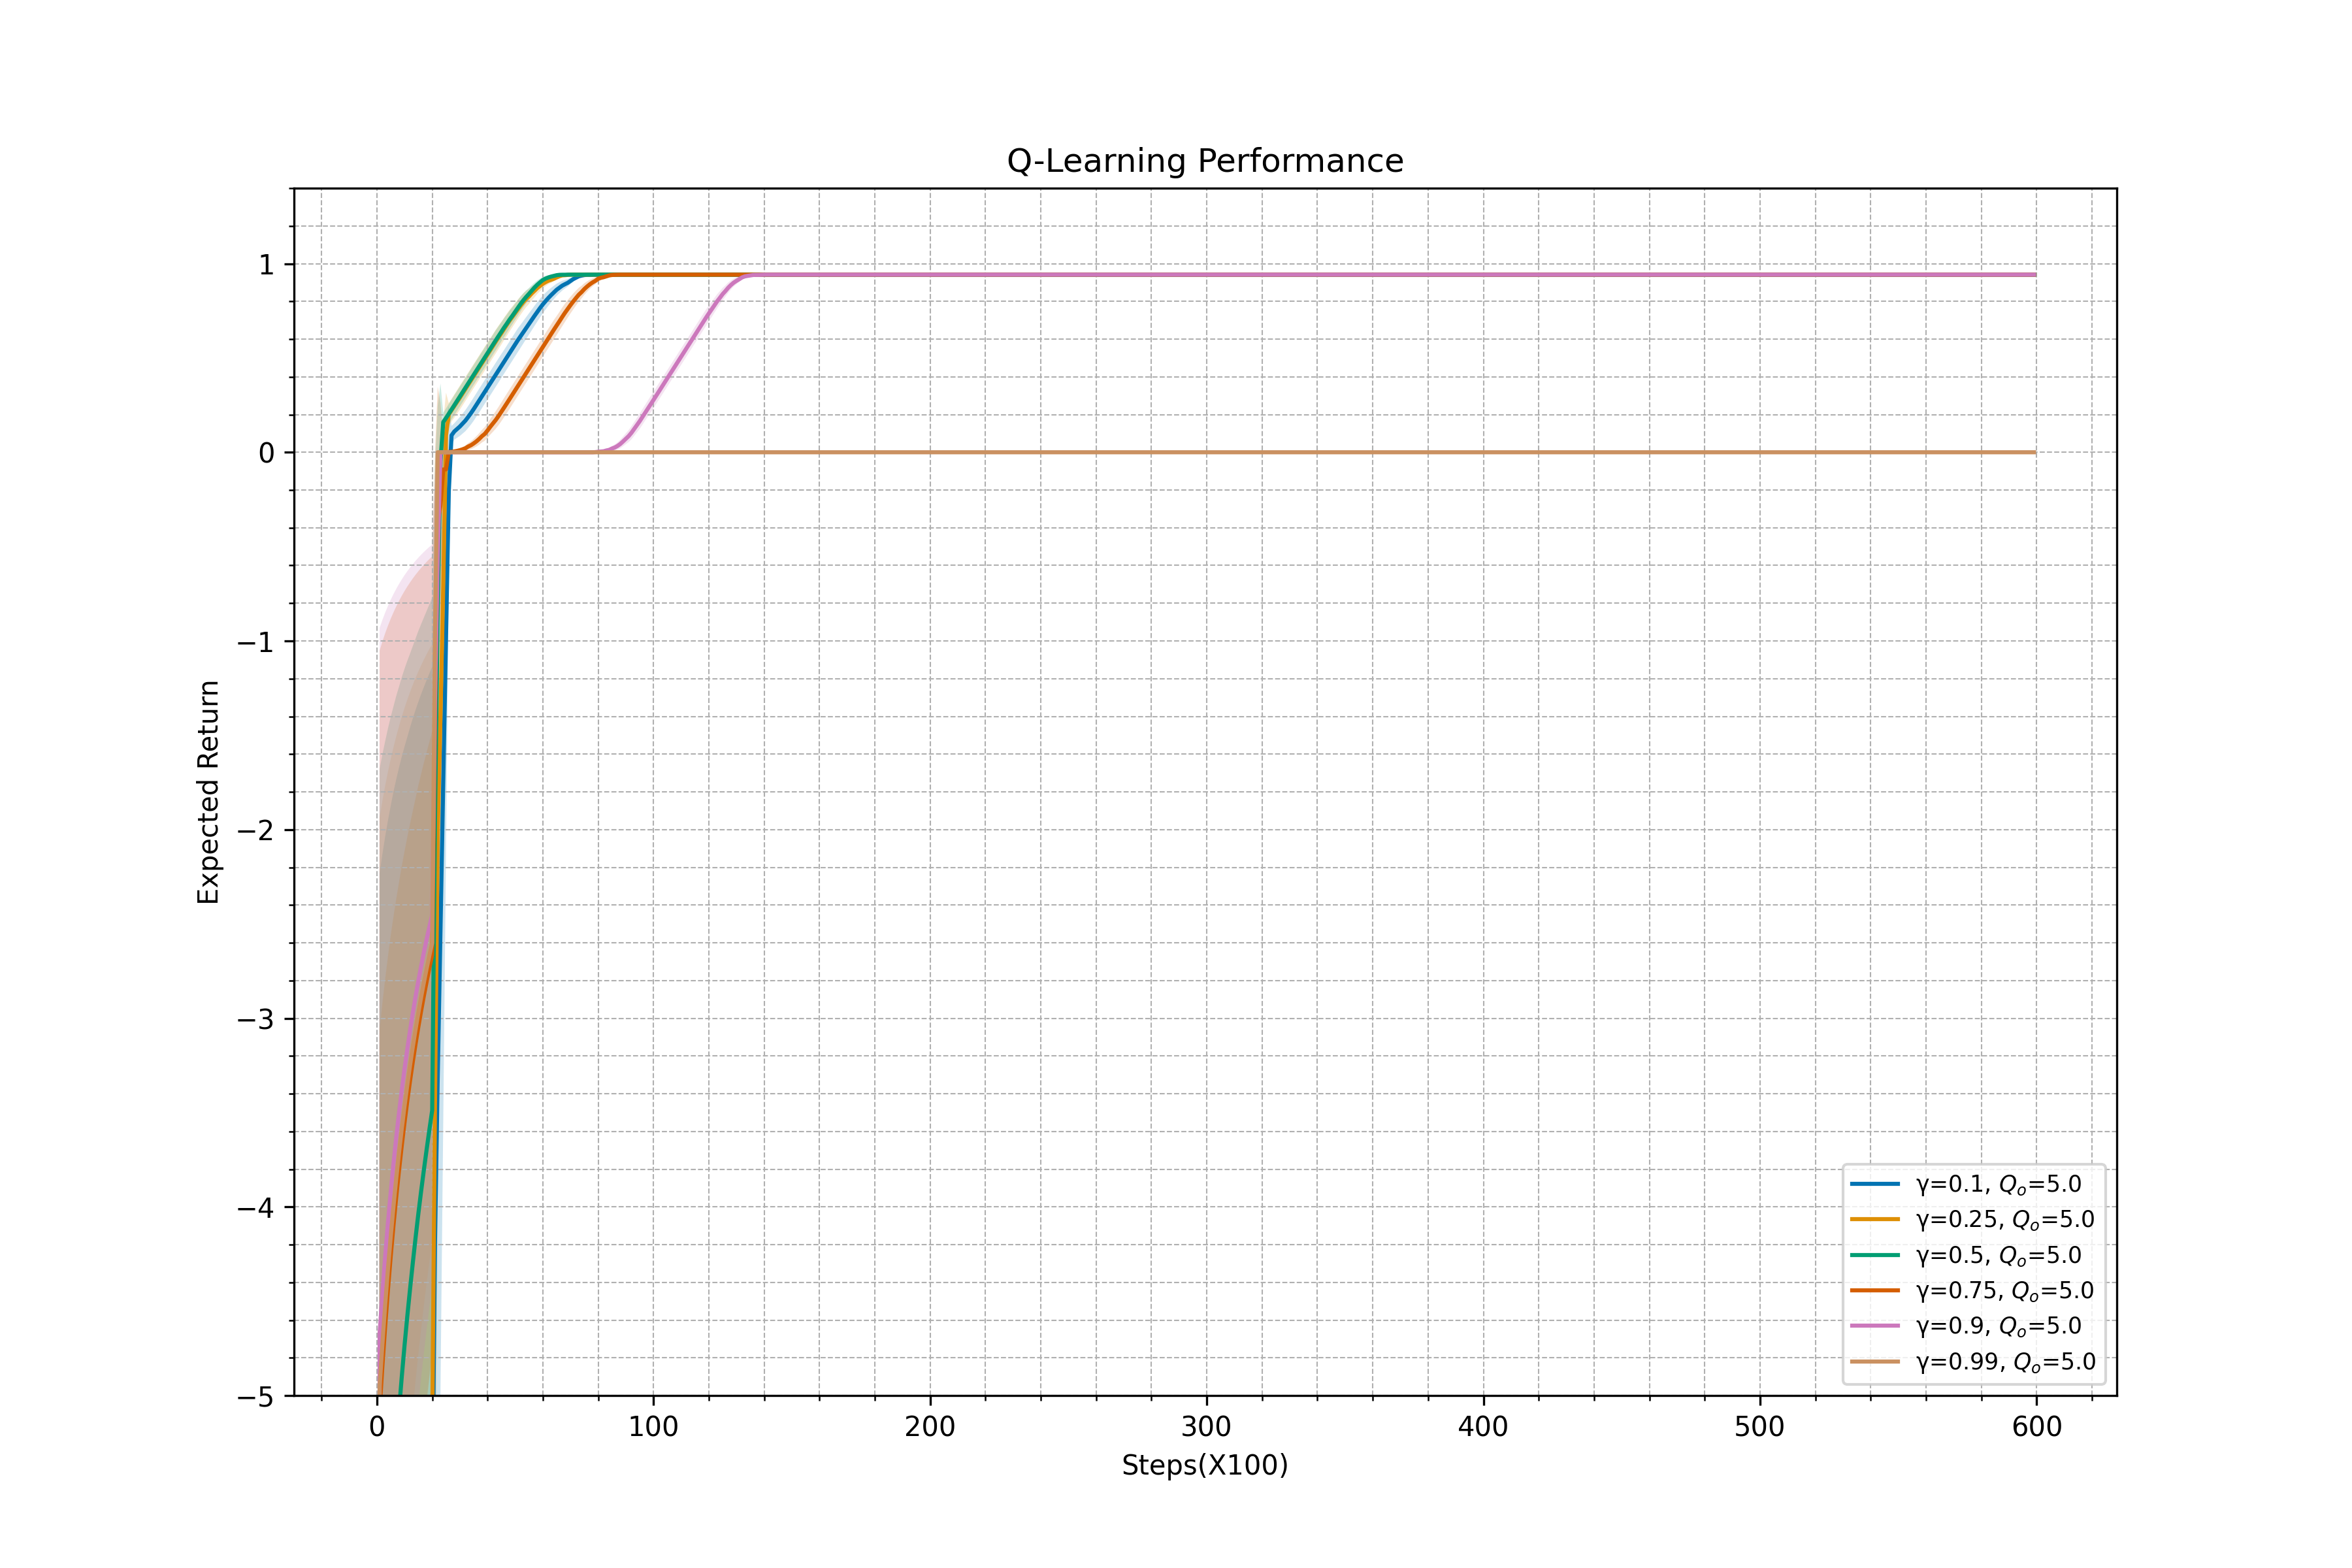 Q-Learning Performance
Expected Return
1
0
−1
−2
−3
−4
−5
0 100 200 300 400 500 600
Steps(X100)
γ=0.1, Qₒ=5.0
γ=0.25, Qₒ=5.0
γ=0.5, Qₒ=5.0
γ=0.75, Qₒ=5.0
γ=0.9, Qₒ=5.0
γ=0.99, Qₒ=5.0